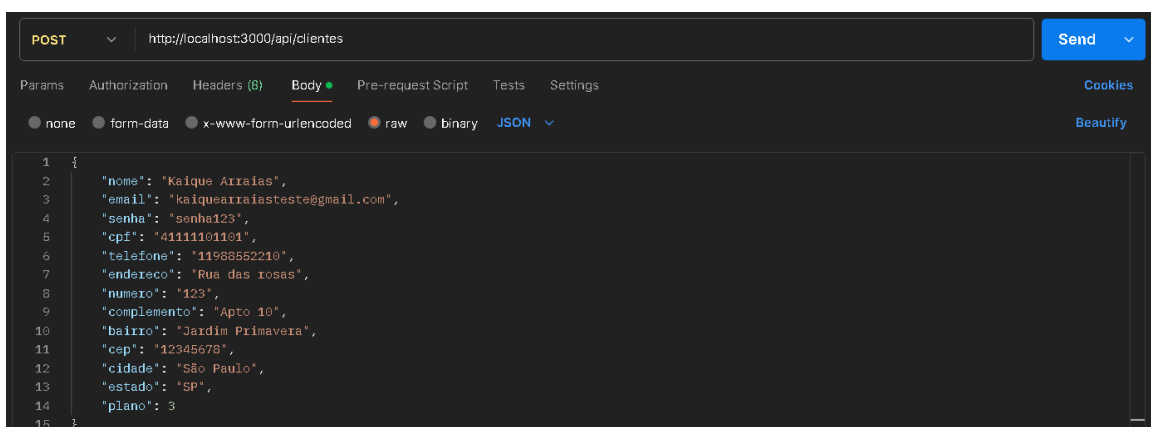 POST http://localhost:3000/api/clientes Send
Params Authorization Headers (8) Body Pre-request Script Tests Settings Cookies
none form-data x-www-form-urlencoded raw binary JSON Beautify
1 {
2 "nome": "Kaique Arraias",
3 "email": "kaiquearraiasteste@gmail.com",
4 "senha": "senha123",
5 "cpf": "41111101101",
6 "telefone": "11988552210",
7 "endereco": "Rua das rosas",
8 "numero": "123",
9 "complemento": "Apto 10",
10 "bairro": "Jardim Primavera",
11 "cep": "12345678",
12 "cidade": "São Paulo",
13 "estado": "SP",
14 "plano": 3
15 }